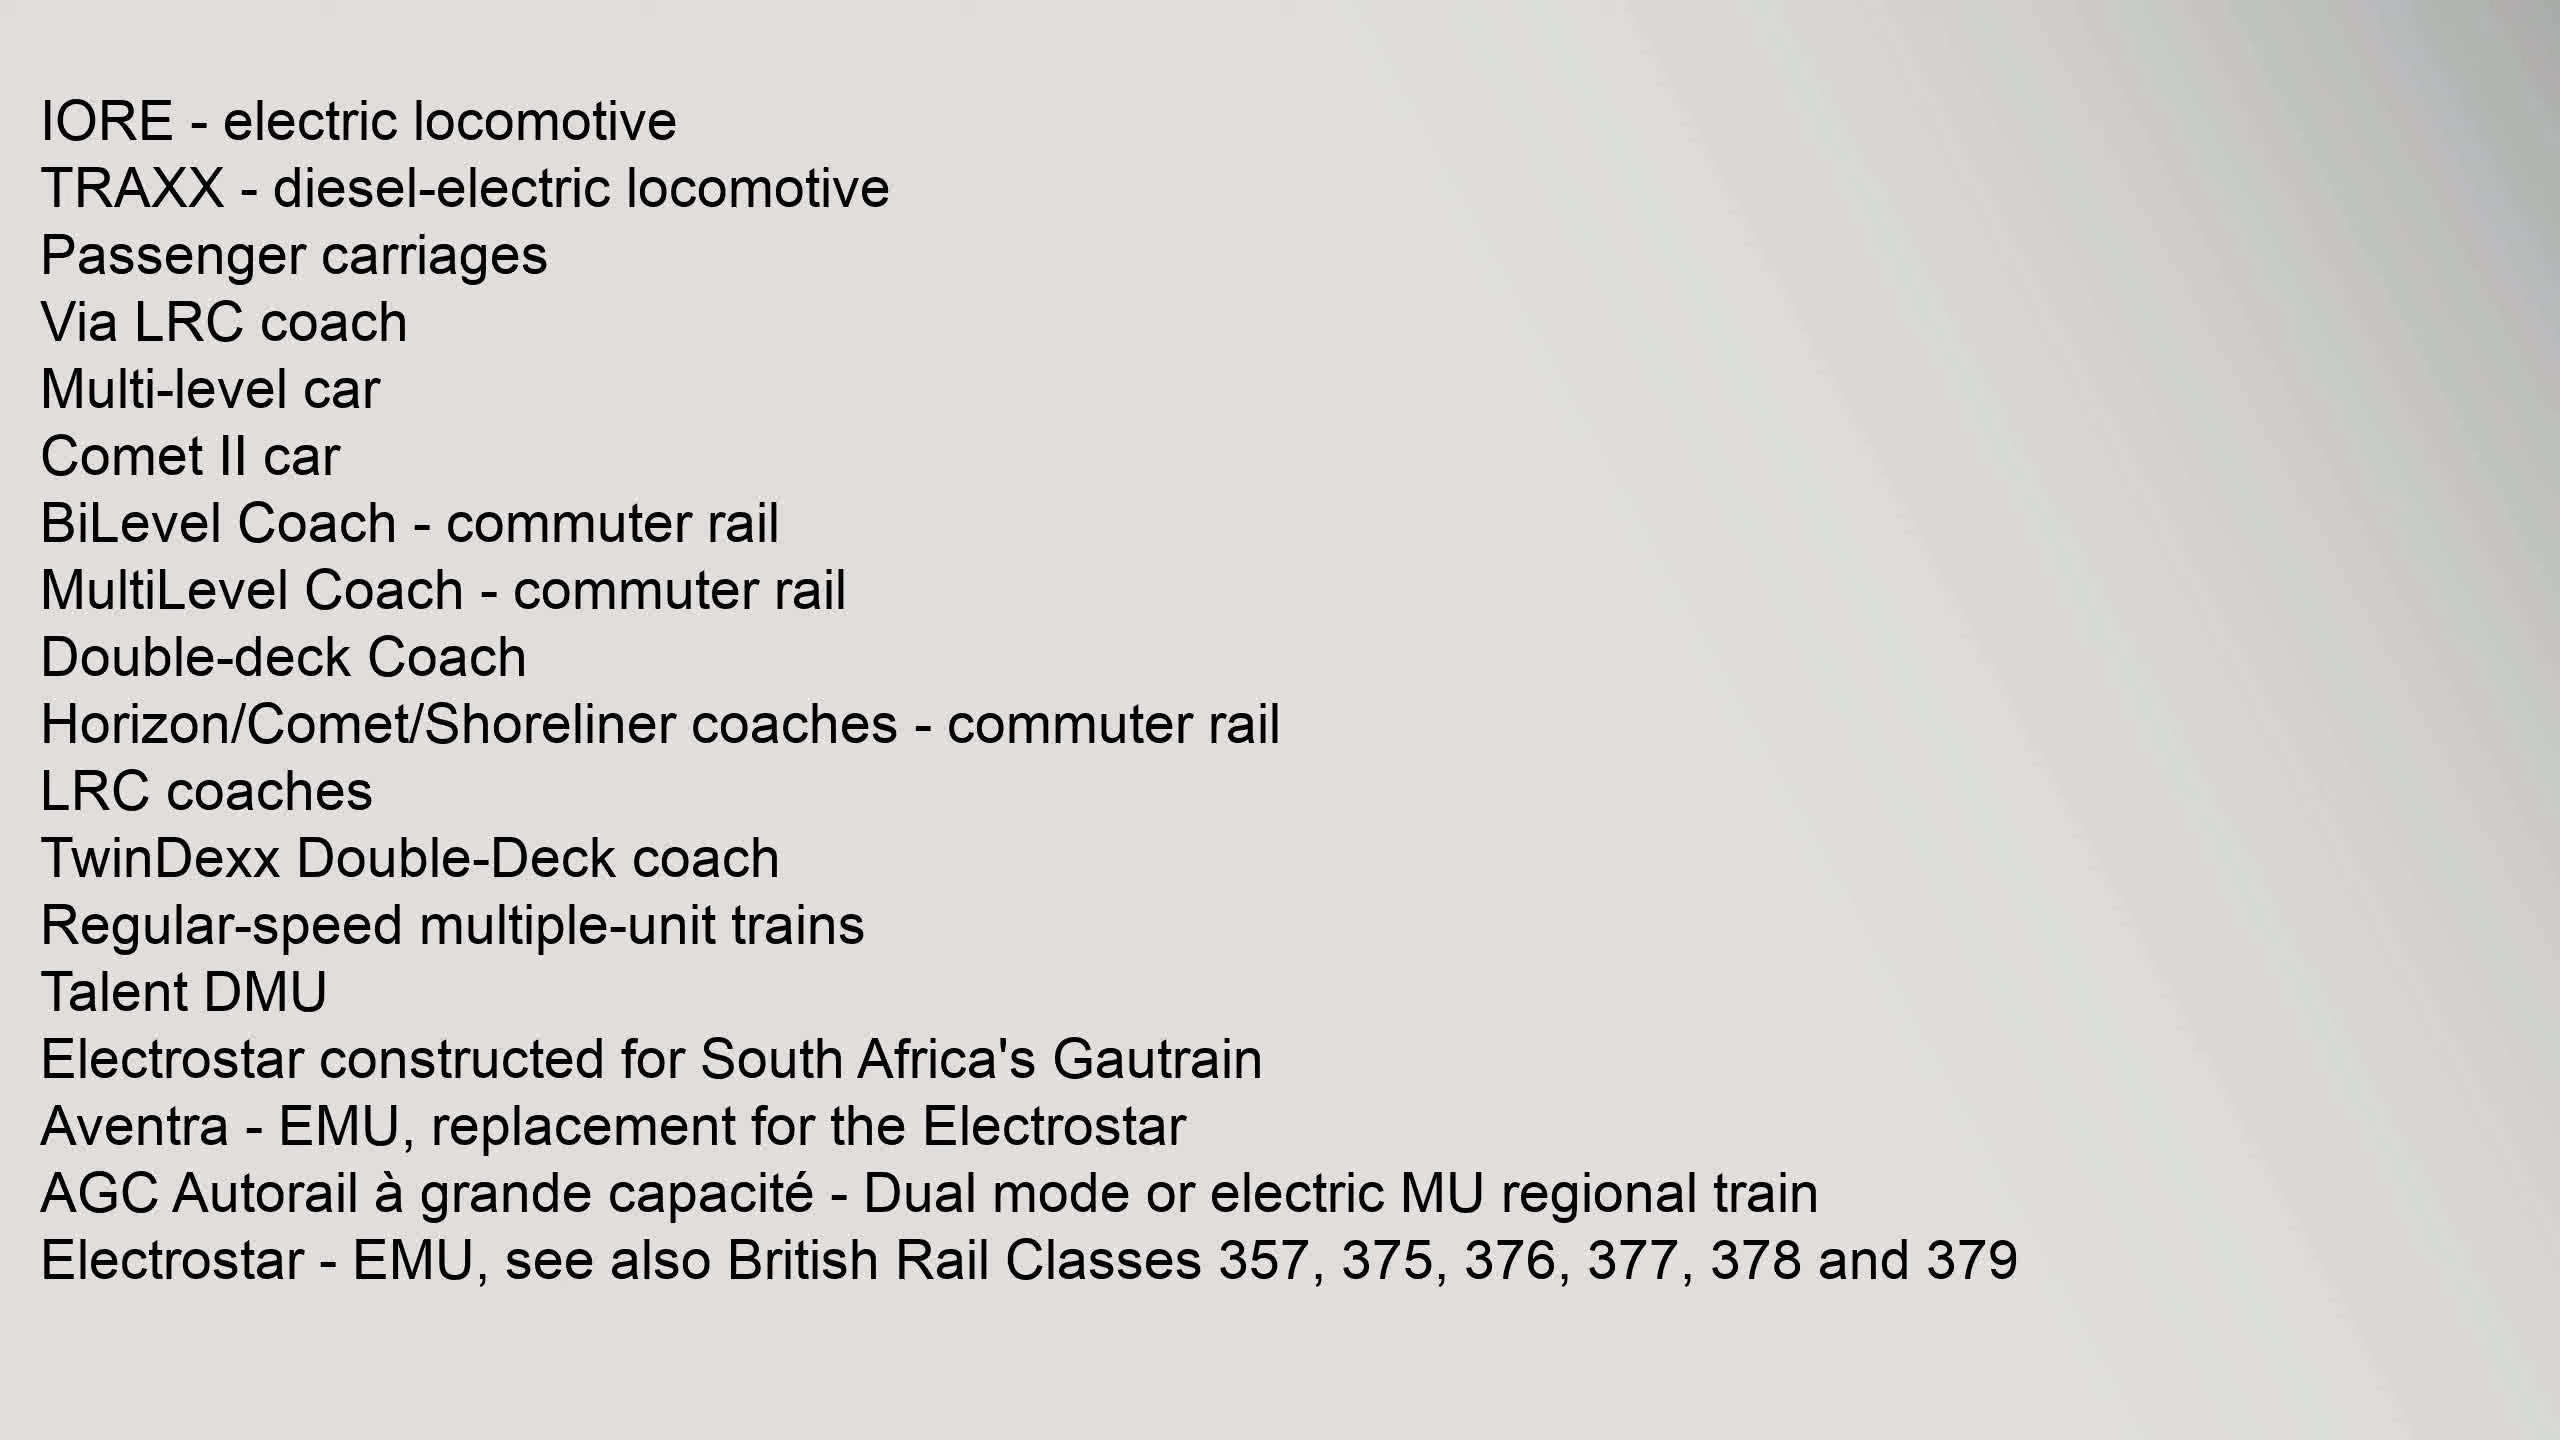 IORE - electric locomotive
TRAXX - diesel-electric locomotive
Passenger carriages
Via LRC coach
Multi-level car
Comet II car
BiLevel Coach - commuter rail
MultiLevel Coach - commuter rail
Double-deck Coach
Horizon/Comet/Shoreliner coaches - commuter rail
LRC coaches
TwinDexx Double-Deck coach
Regular-speed multiple-unit trains
Talent DMU
Electrostar constructed for South Africa's Gautrain
Aventra - EMU, replacement for the Electrostar
AGC Autorail à grande capacité - Dual mode or electric MU regional train
Electrostar - EMU, see also British Rail Classes 357, 375, 376, 377, 378 and 379